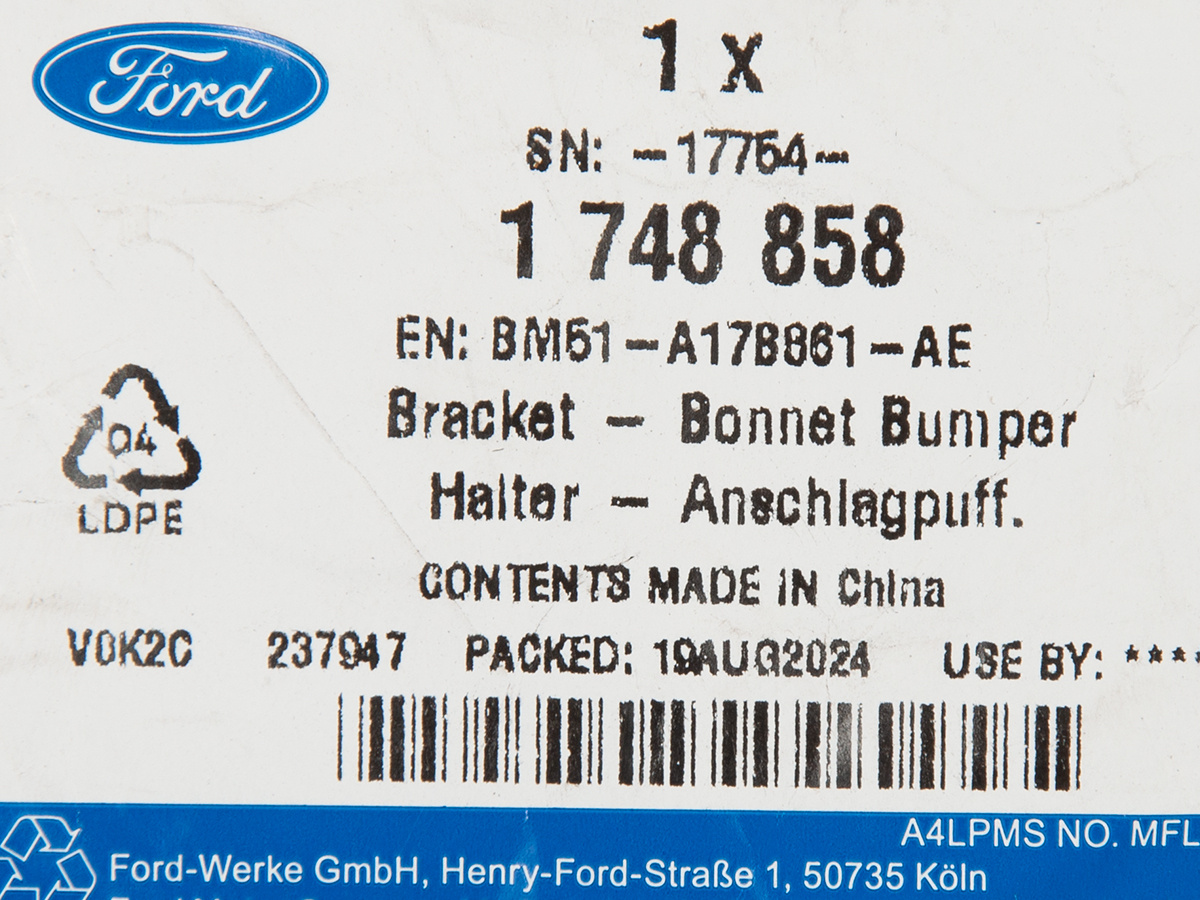 Ford
1 x
SN: -17754-
1 748 858
EN: BM51-A17B861-AE
Bracket - Bonnet Bumper
Halter - Anschlagpuff.
04
LDPE
CONTENTS MADE IN China
V0K2C 237947 PACKED: 19AUG2024 USE BY: ****
A4LPMS NO. MFL
Ford-Werke GmbH, Henry-Ford-Straße 1, 50735 Köln